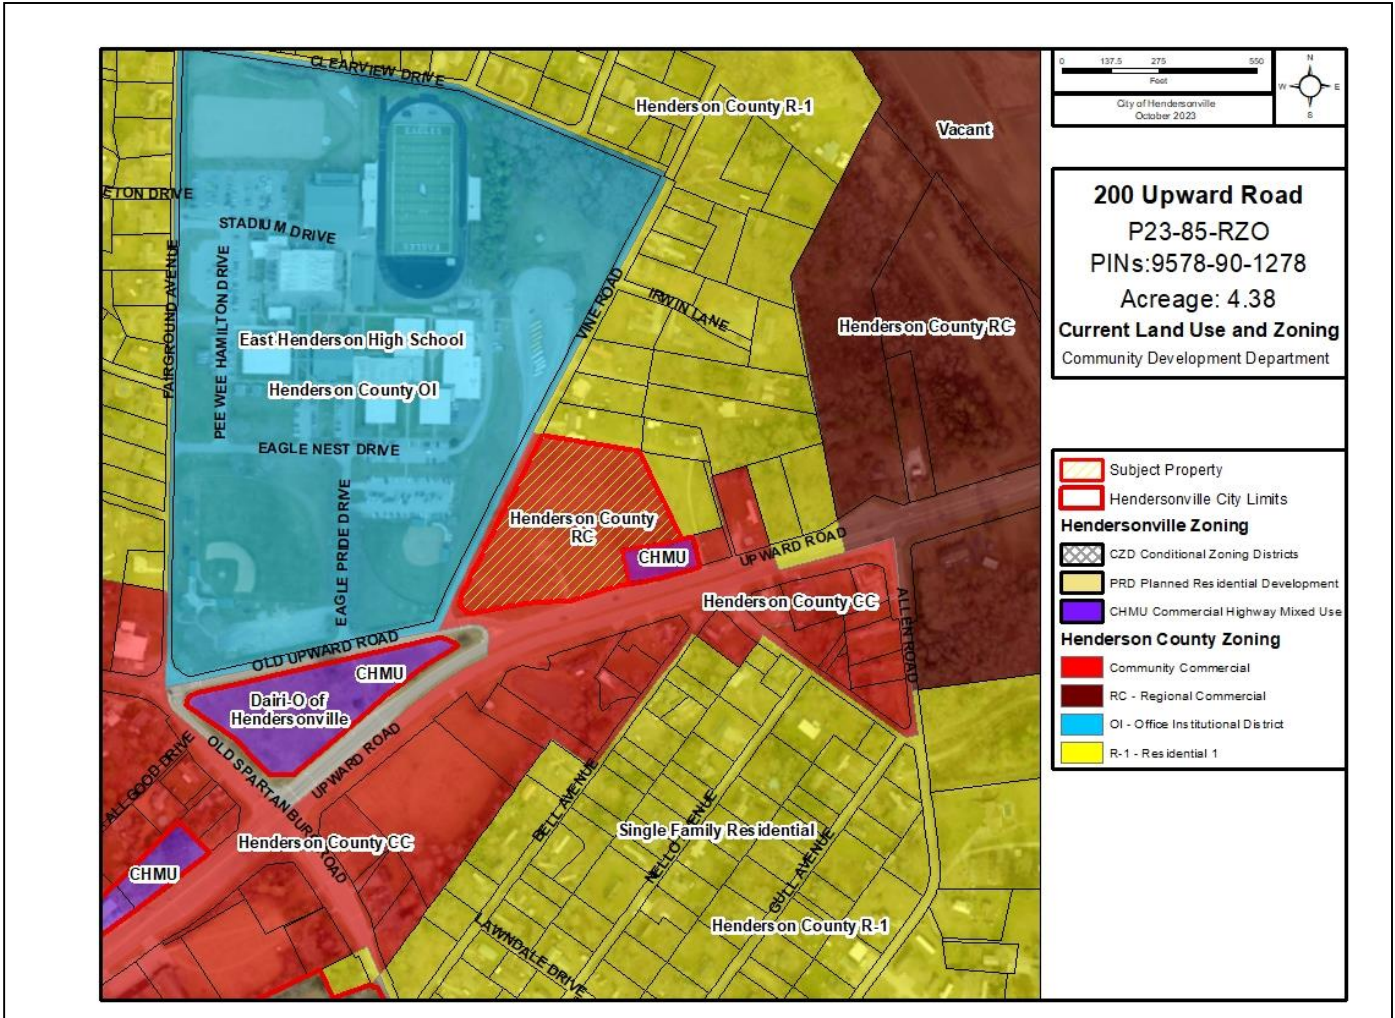 CLEARVIEW DRIVE
Henderson County R-1
Vacant
ETON DRIVE
STADIUM DRIVE
FAIRGROUND AVENUE
PEE WEE HAMILTON DRIVE
VINE ROAD
IRWIN LANE
Henderson County RC
East Henderson High School
Henderson County OI
EAGLE NEST DRIVE
EAGLE PRIDE DRIVE
Henderson County
RC
CHMU
UPWARD ROAD
Henderson County CC
ALLEN ROAD
OLD UPWARD ROAD
CHMU
Dairi-O of
Hendersonville
OLD SPARTANBURG ROAD
UPWARD ROAD
ALLGOOD DRIVE
Henderson County CC
CHMU
BELL AVENUE
Single Family Residential
NELLO AVENUE
GULL AVENUE
Henderson County R-1
LAWNDALE DRIVE
EAGLES
EAGLES
0 137.5 275 550
Feet
City of Hendersonville
October 2023
N
W E
S
200 Upward Road
P23-85-RZO
PINs:9578-90-1278
Acreage: 4.38
Current Land Use and Zoning
Community Development Department
Subject Property
Hendersonville City Limits
Hendersonville Zoning
CZD Conditional Zoning Districts
PRD Planned Residential Development
CHMU Commercial Highway Mixed Use
Henderson County Zoning
Community Commercial
RC - Regional Commercial
OI - Office Institutional District
R-1 - Residential 1